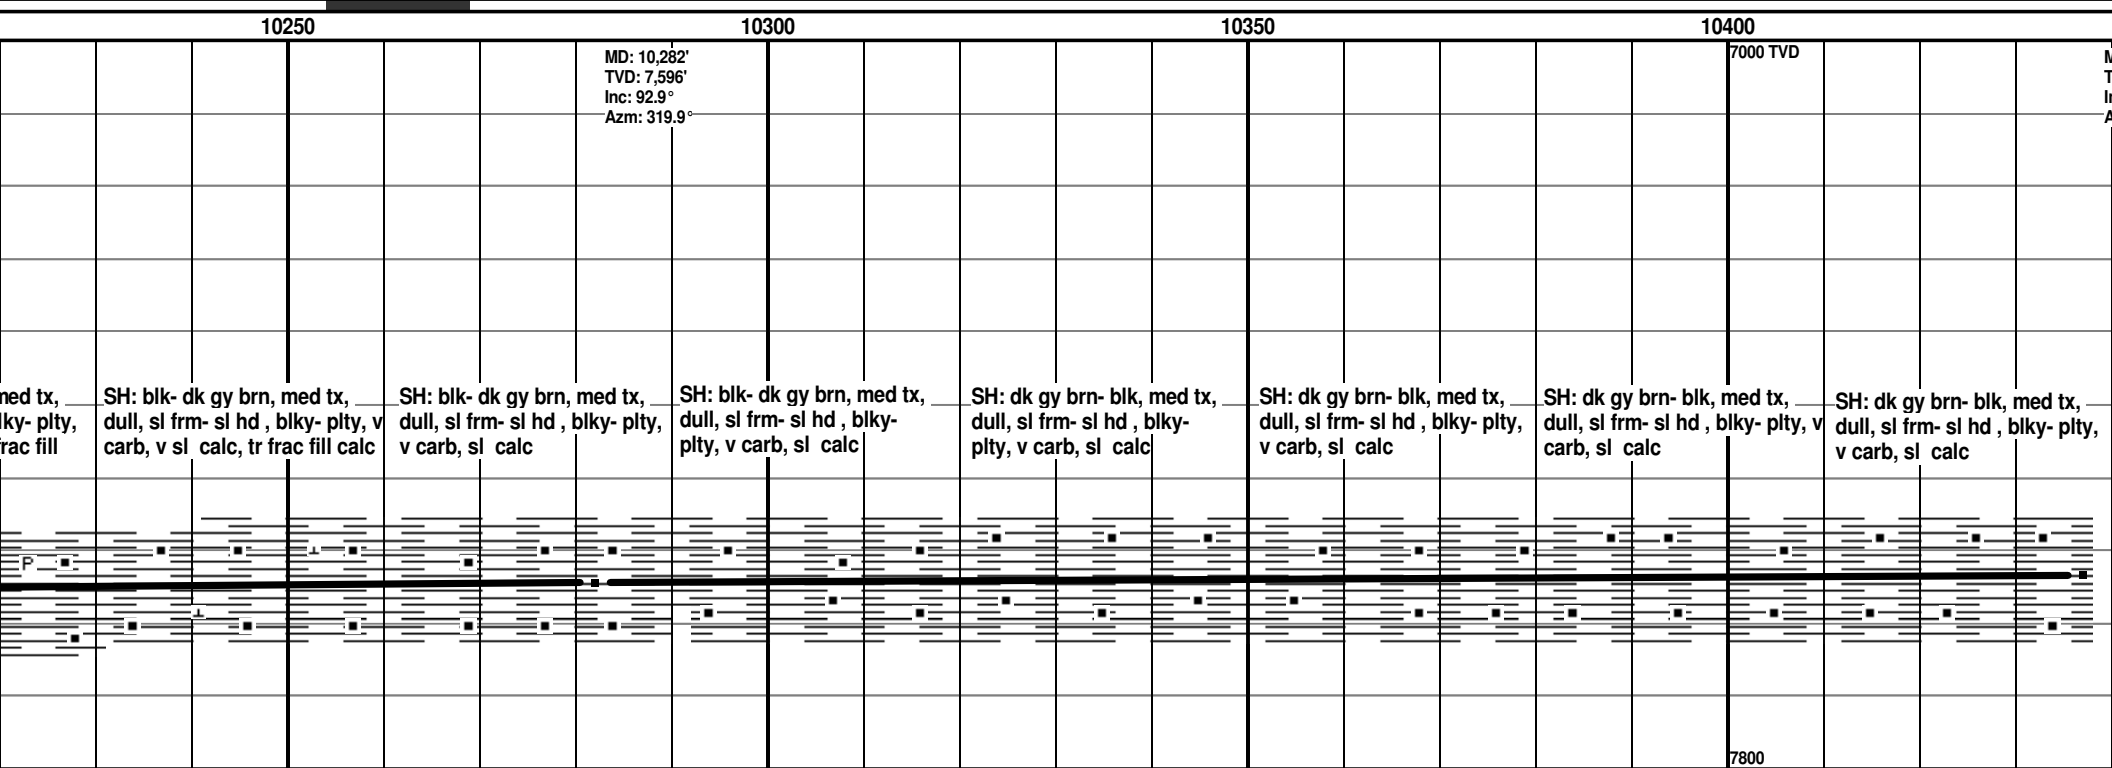 10250 10300 10350 10400
7000 TVD
MD: 10,282'
TVD: 7,596'
Inc: 92.9°
Azm: 319.9°
M
T
In
A
med tx,
lky- plty,
frac fill
SH: blk- dk gy brn, med tx,
dull, sl frm- sl hd , blky- plty, v
carb, v sl calc, tr frac fill calc
SH: blk- dk gy brn, med tx,
dull, sl frm- sl hd , blky- plty,
v carb, sl calc
SH: blk- dk gy brn, med tx,
dull, sl frm- sl hd , blky-
plty, v carb, sl calc
SH: dk gy brn- blk, med tx,
dull, sl frm- sl hd , blky-
plty, v carb, sl calc
SH: dk gy brn- blk, med tx,
dull, sl frm- sl hd , blky- plty,
v carb, sl calc
SH: dk gy brn- blk, med tx,
dull, sl frm- sl hd , blky- plty, v
carb, sl calc
SH: dk gy brn- blk, med tx,
dull, sl frm- sl hd , blky- plty,
v carb, sl calc
P
7800